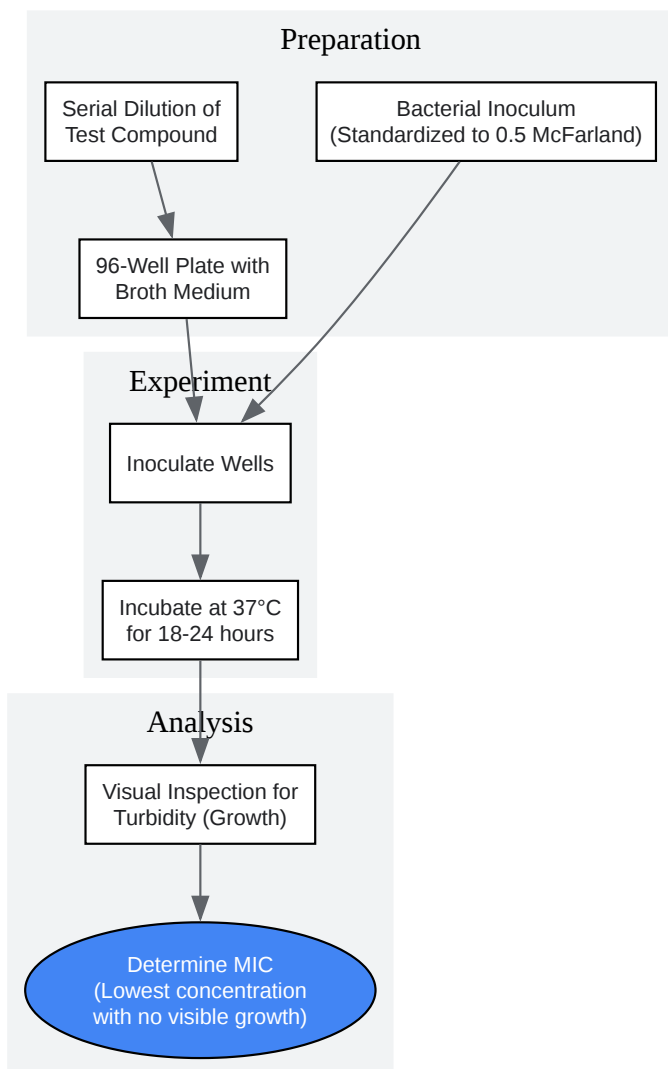 Preparation
Serial Dilution of
Test Compound
Bacterial Inoculum
(Standardized to 0.5 McFarland)
96-Well Plate with
Broth Medium
Experiment
Inoculate Wells
Incubate at 37°C
for 18-24 hours
Analysis
Visual Inspection for
Turbidity (Growth)
Determine MIC
(Lowest concentration
with no visible growth)